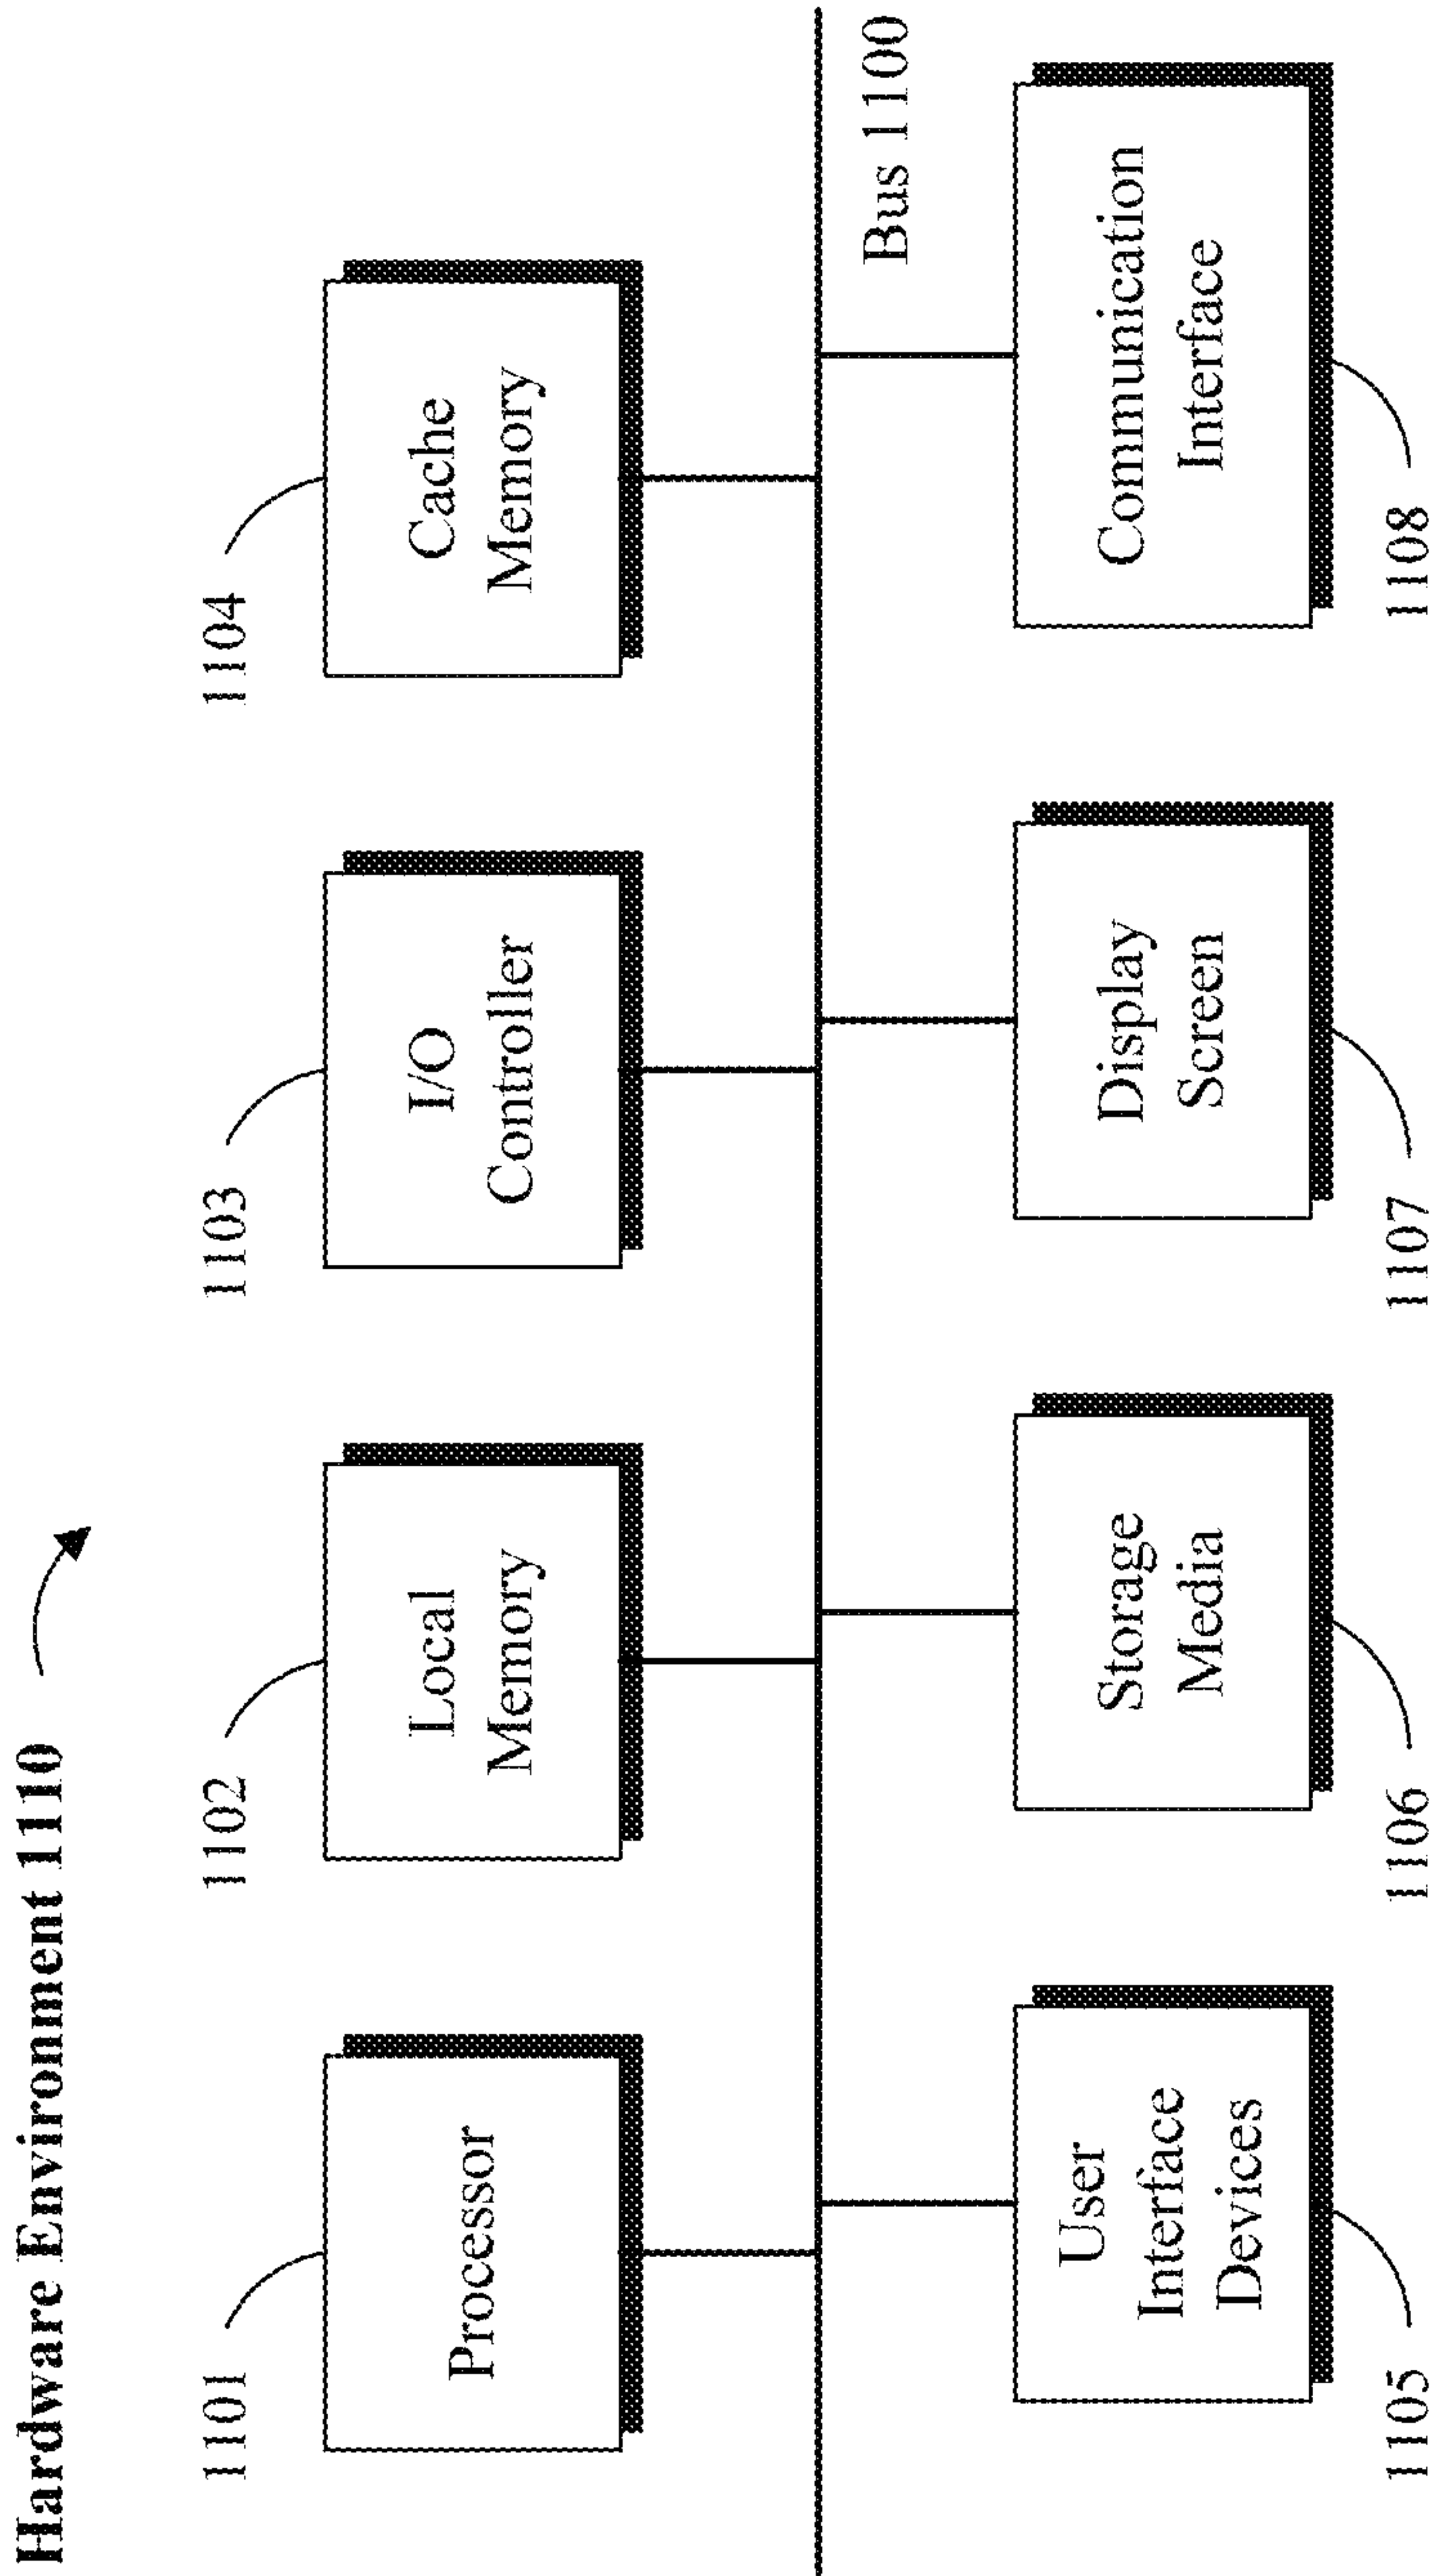 Hardware Environment 1110
1101
Processor
1102
Local
Memory
1103
I/O
Controller
1104
Cache
Memory
Bus 1100
User
Interface
Devices
1105
Storage
Media
1106
Display
Screen
1107
Communication
Interface
1108